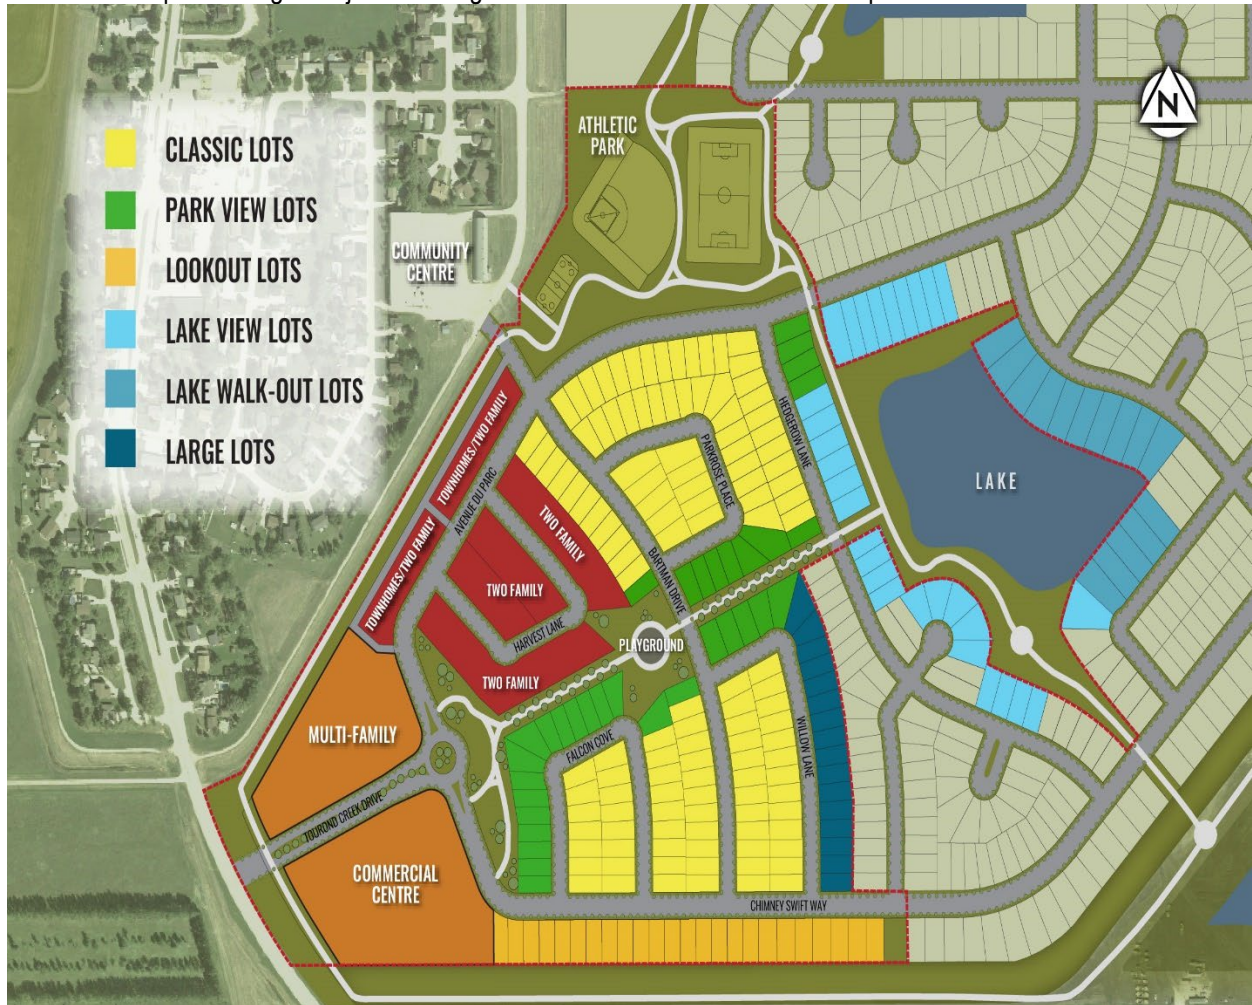 N
ATHLETIC
PARK
CLASSIC LOTS
PARK VIEW LOTS
LOOKOUT LOTS
LAKE VIEW LOTS
LAKE WALK-OUT LOTS
LARGE LOTS
COMMUNITY
CENTRE
TOWNHOMES/TWO FAMILY
AVENUE DU PARC
HEDGEROW LANE
PARKROSE PLACE
LAKE
TWO FAMILY
TOWNHOMES/TWO FAMILY
TWO FAMILY
BARTMAN DRIVE
HARVEST LANE
PLAYGROUND
TWO FAMILY
MULTI-FAMILY
FALCON COVE
WILLOW LANE
TOUROND CREEK DRIVE
COMMERCIAL
CENTRE
CHIMNEY SWIFT WAY